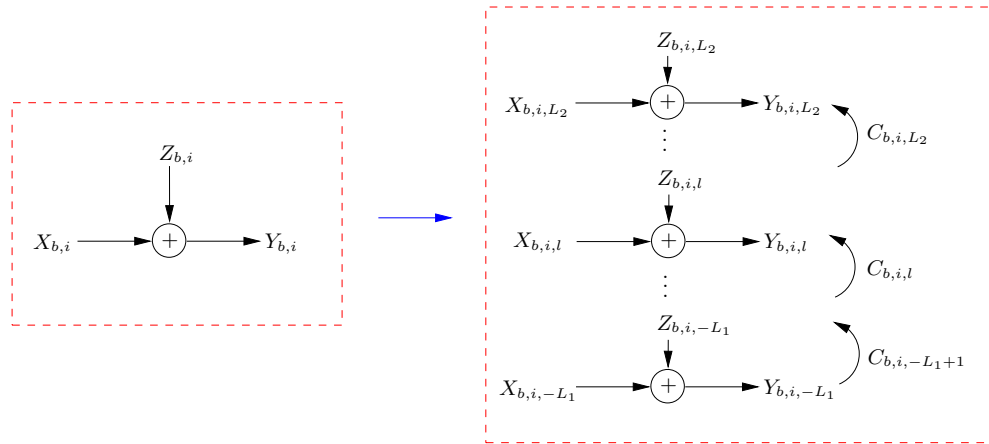 Z_{b,i}
X_{b,i} + Y_{b,i}
Z_{b,i,L_2}
X_{b,i,L_2} + Y_{b,i,L_2}
C_{b,i,L_2}
⋮
Z_{b,i,l}
X_{b,i,l} + Y_{b,i,l}
C_{b,i,l}
⋮
Z_{b,i,-L_1}
X_{b,i,-L_1} + Y_{b,i,-L_1}
C_{b,i,-L_1+1}